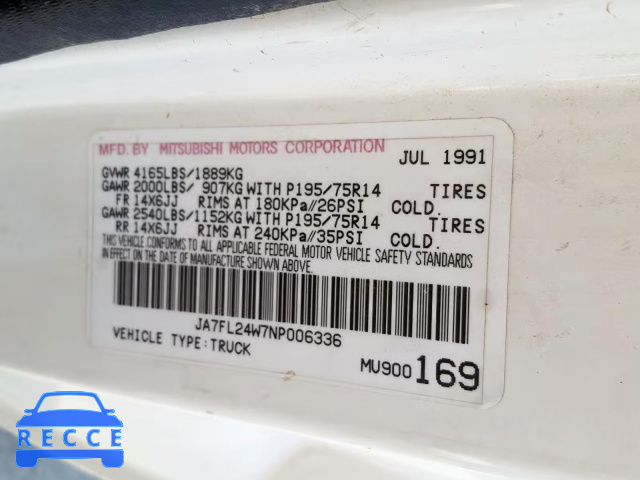 MFD. BY MITSUBISHI MOTORS CORPORATION JUL 1991
GVWR 4165LBS/1889KG
GAWR 2000LBS/ 907KG WITH P195/75R14 TIRES
FR 14X6JJ RIMS AT 180KPa/26PSI COLD.
GAWR 2540LBS/1152KG WITH P195/75R14 TIRES
RR 14X6JJ RIMS AT 240KPa/35PSI COLD.
THIS VEHICLE CONFORMS TO ALL APPLICABLE FEDERAL MOTOR VEHICLE SAFETY STANDARDS
IN EFFECT ON THE DATE OF MANUFACTURE SHOWN ABOVE.
JA7FL24W7NP006336
VEHICLE TYPE:TRUCK
MU900 169
RECCE